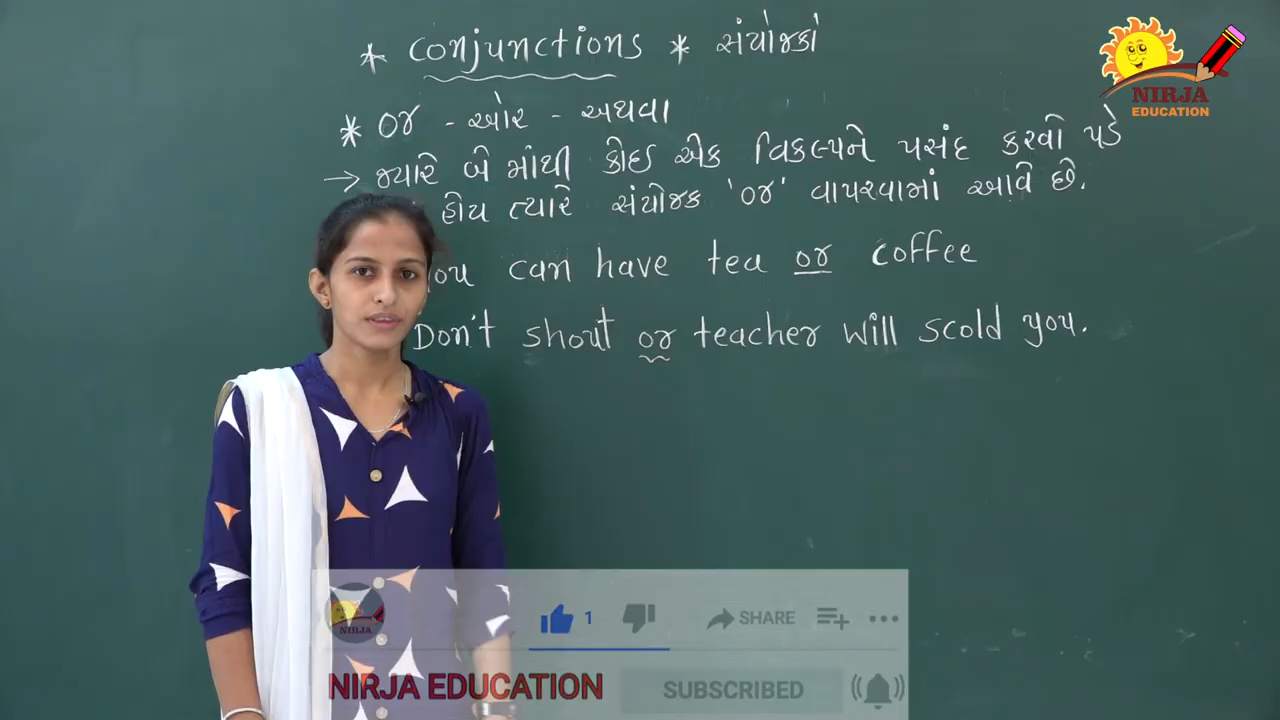 * Conjunctions * સંયોજકો
* or - ઓર - અથવા
→ જ્યારે બે માંથી કોઈ એક વિકલ્પને પસંદ કરવો પડે
હોય ત્યારે સંયોજક 'or' વાપરવામાં આવે છે.
You can have tea or coffee
Don't shout or teacher will scold you.
NIRJA
EDUCATION
NIRJA
1
SHARE
NIRJA EDUCATION
SUBSCRIBED